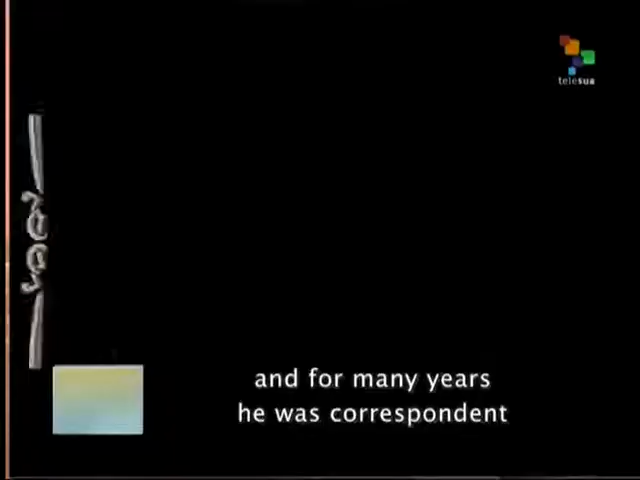 telesur
and for many years
he was correspondent